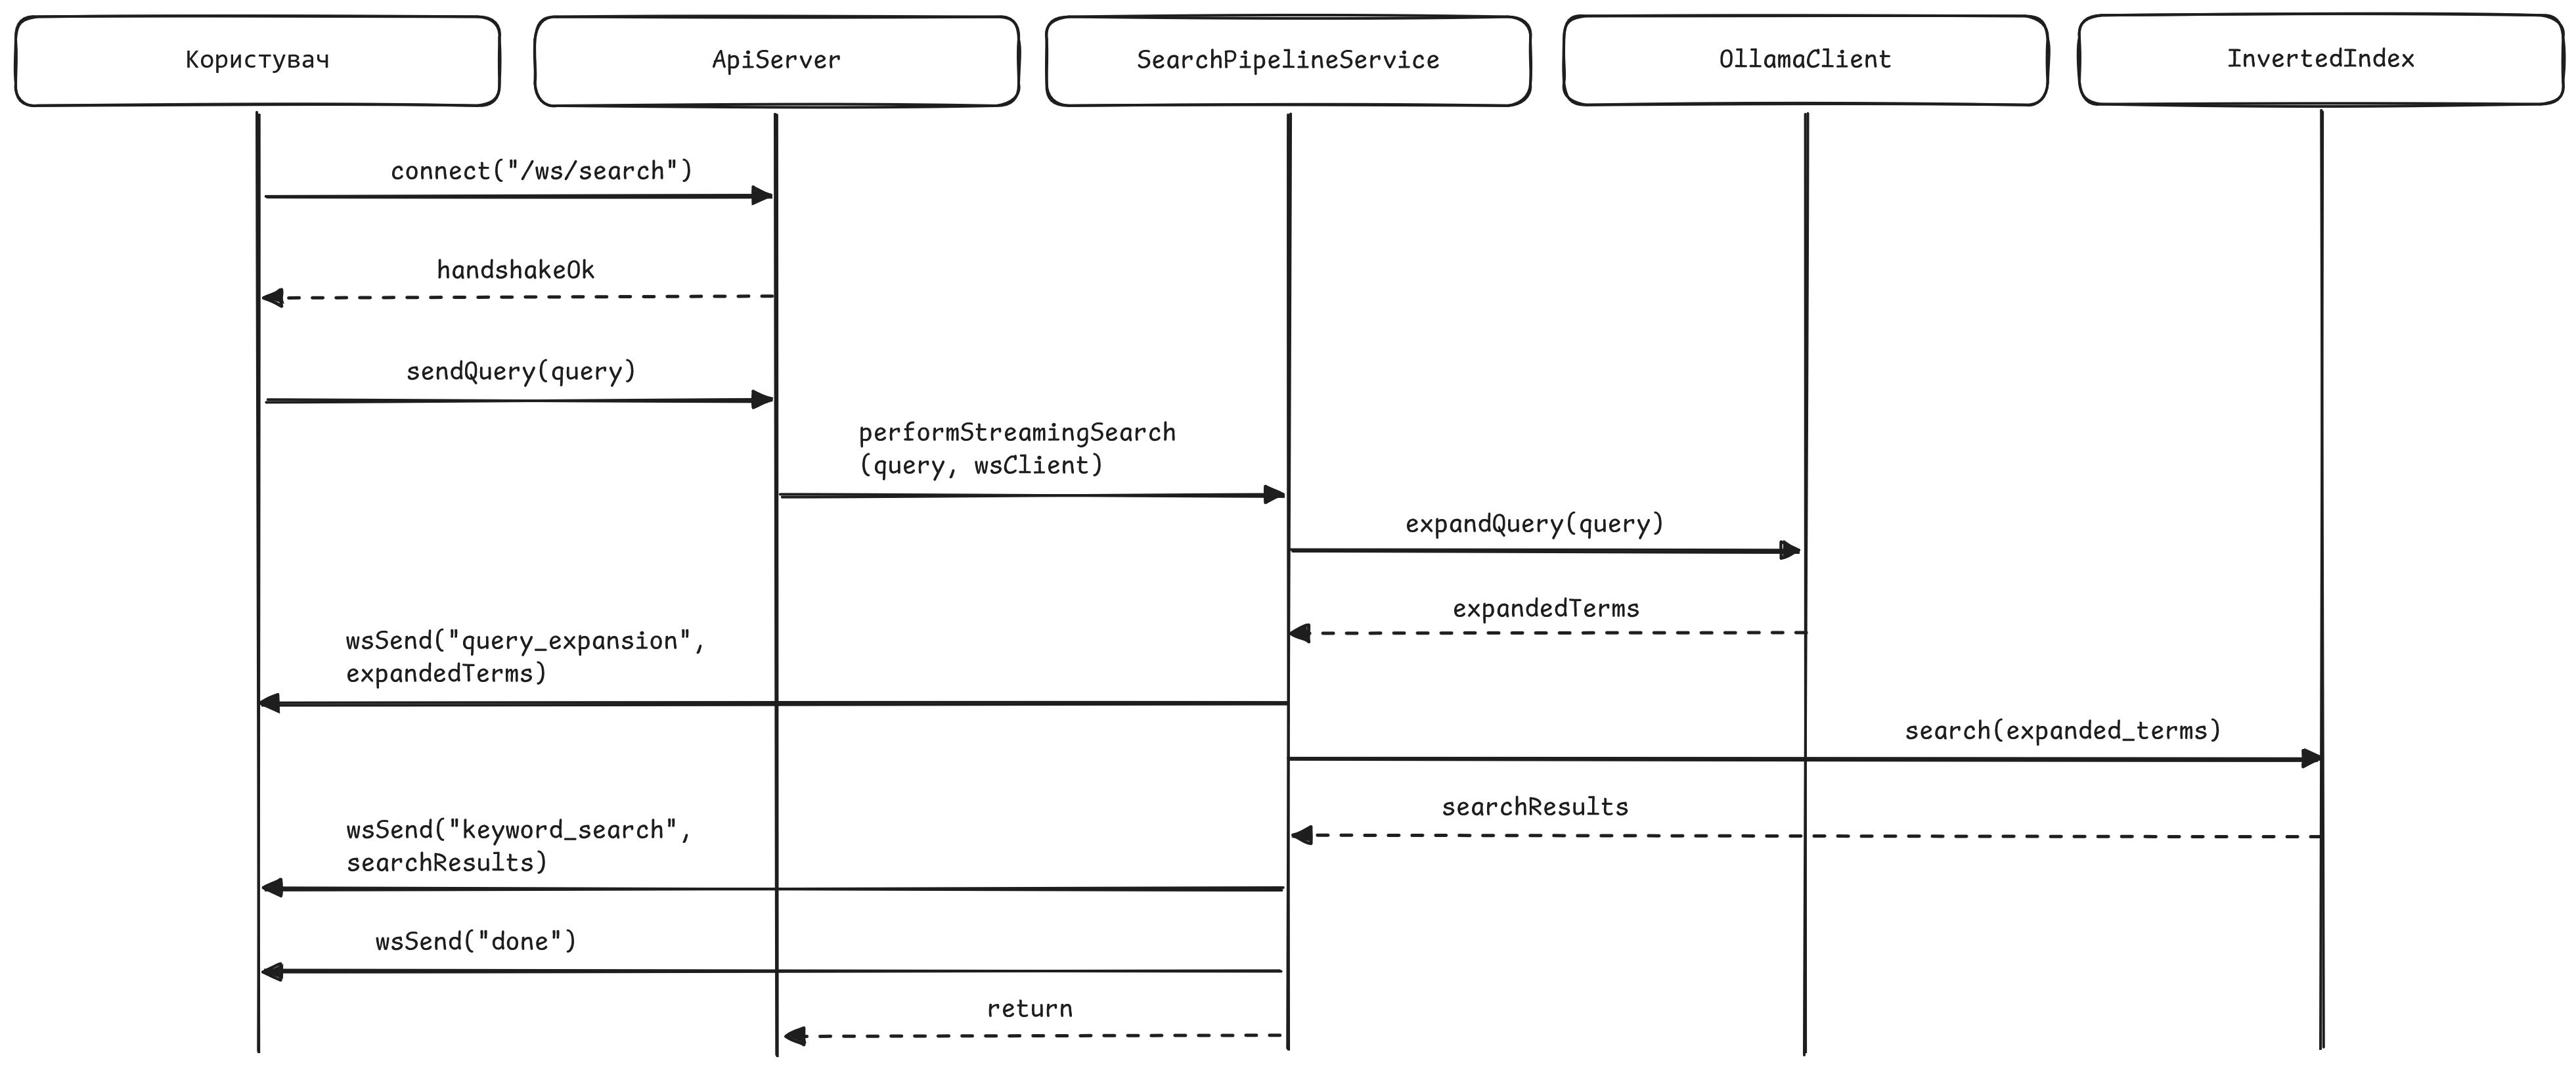 Користувач
ApiServer
SearchPipelineService
OllamaClient
InvertedIndex
connect("/ws/search")
handshakeOk
sendQuery(query)
performStreamingSearch
(query, wsClient)
expandQuery(query)
expandedTerms
wsSend("query_expansion",
expandedTerms)
search(expanded_terms)
searchResults
wsSend("keyword_search",
searchResults)
wsSend("done")
return